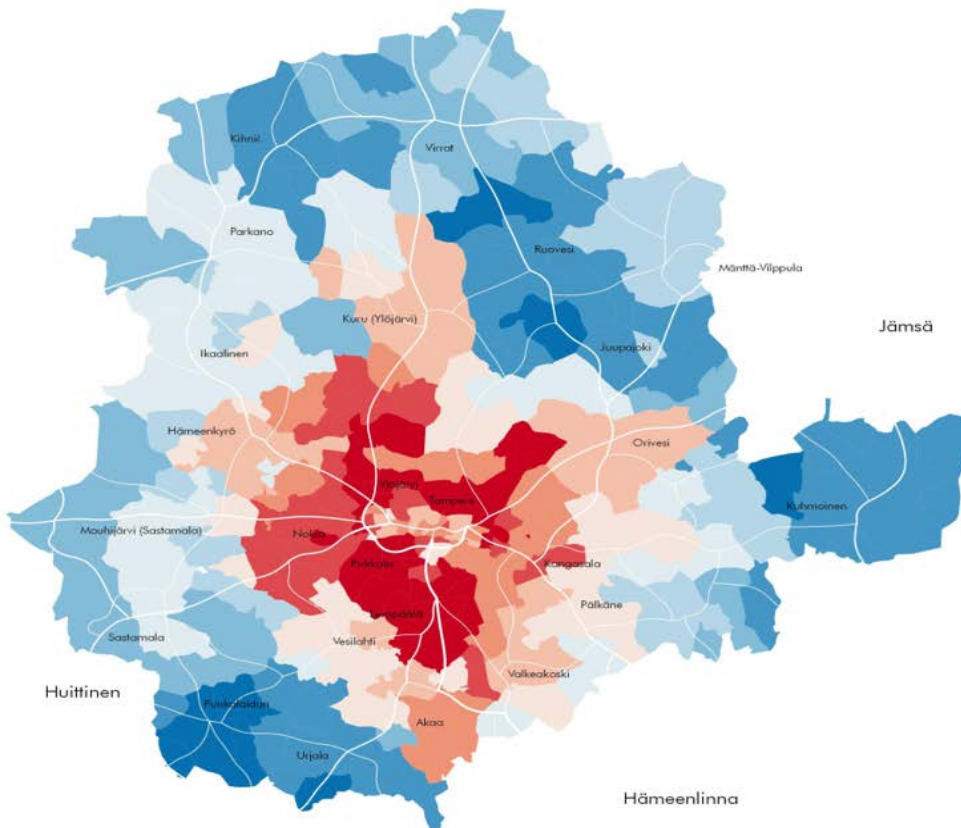 Kihniö
Virrat
Parkano
Ruovesi
Mänttä-Vilppula
Kuru (Ylöjärvi)
Jämsä
Juupajoki
Ikaalinen
Hämeenkyrö
Orivesi
Ylöjärvi
Tampere
Kuhmoinen
Mouhijärvi (Sastamala)
Nokia
Pirkkala
Kangasala
Pälkäne
Lempäälä
Sastamala
Vesilahti
Valkeakoski
Huittinen
Punkalaidun
Akaa
Urjala
Hämeenlinna